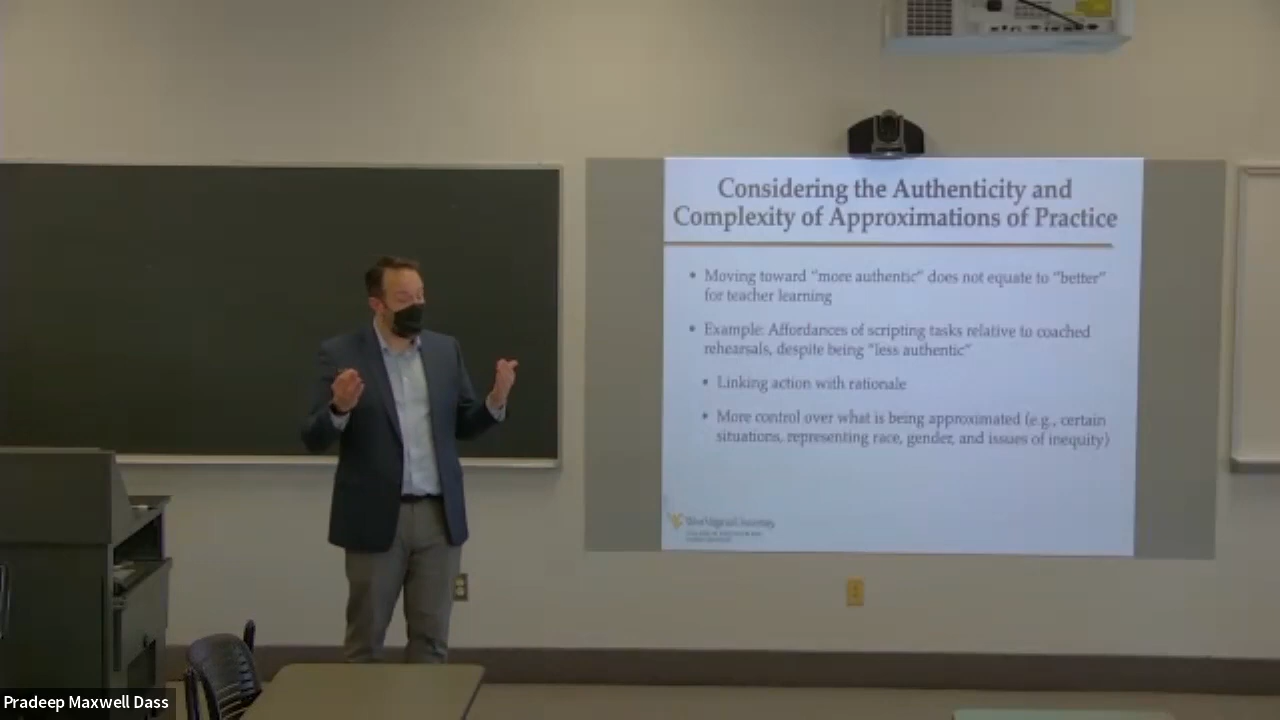 Considering the Authenticity and
Complexity of Approximations of Practice
• Moving toward “more authentic” does not equate to “better”
for teacher learning
• Example: Affordances of scripting tasks relative to coached
rehearsals, despite being “less authentic”
• Linking action with rationale
• More control over what is being approximated (e.g., certain
situations, representing race, gender, and issues of inequity)
West Virginia University
Pradeep Maxwell Dass